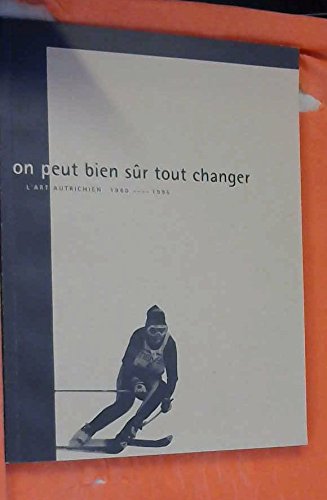 on peut bien sûr tout changer
L'ART AUTRICHIEN 1960 ---- 1995